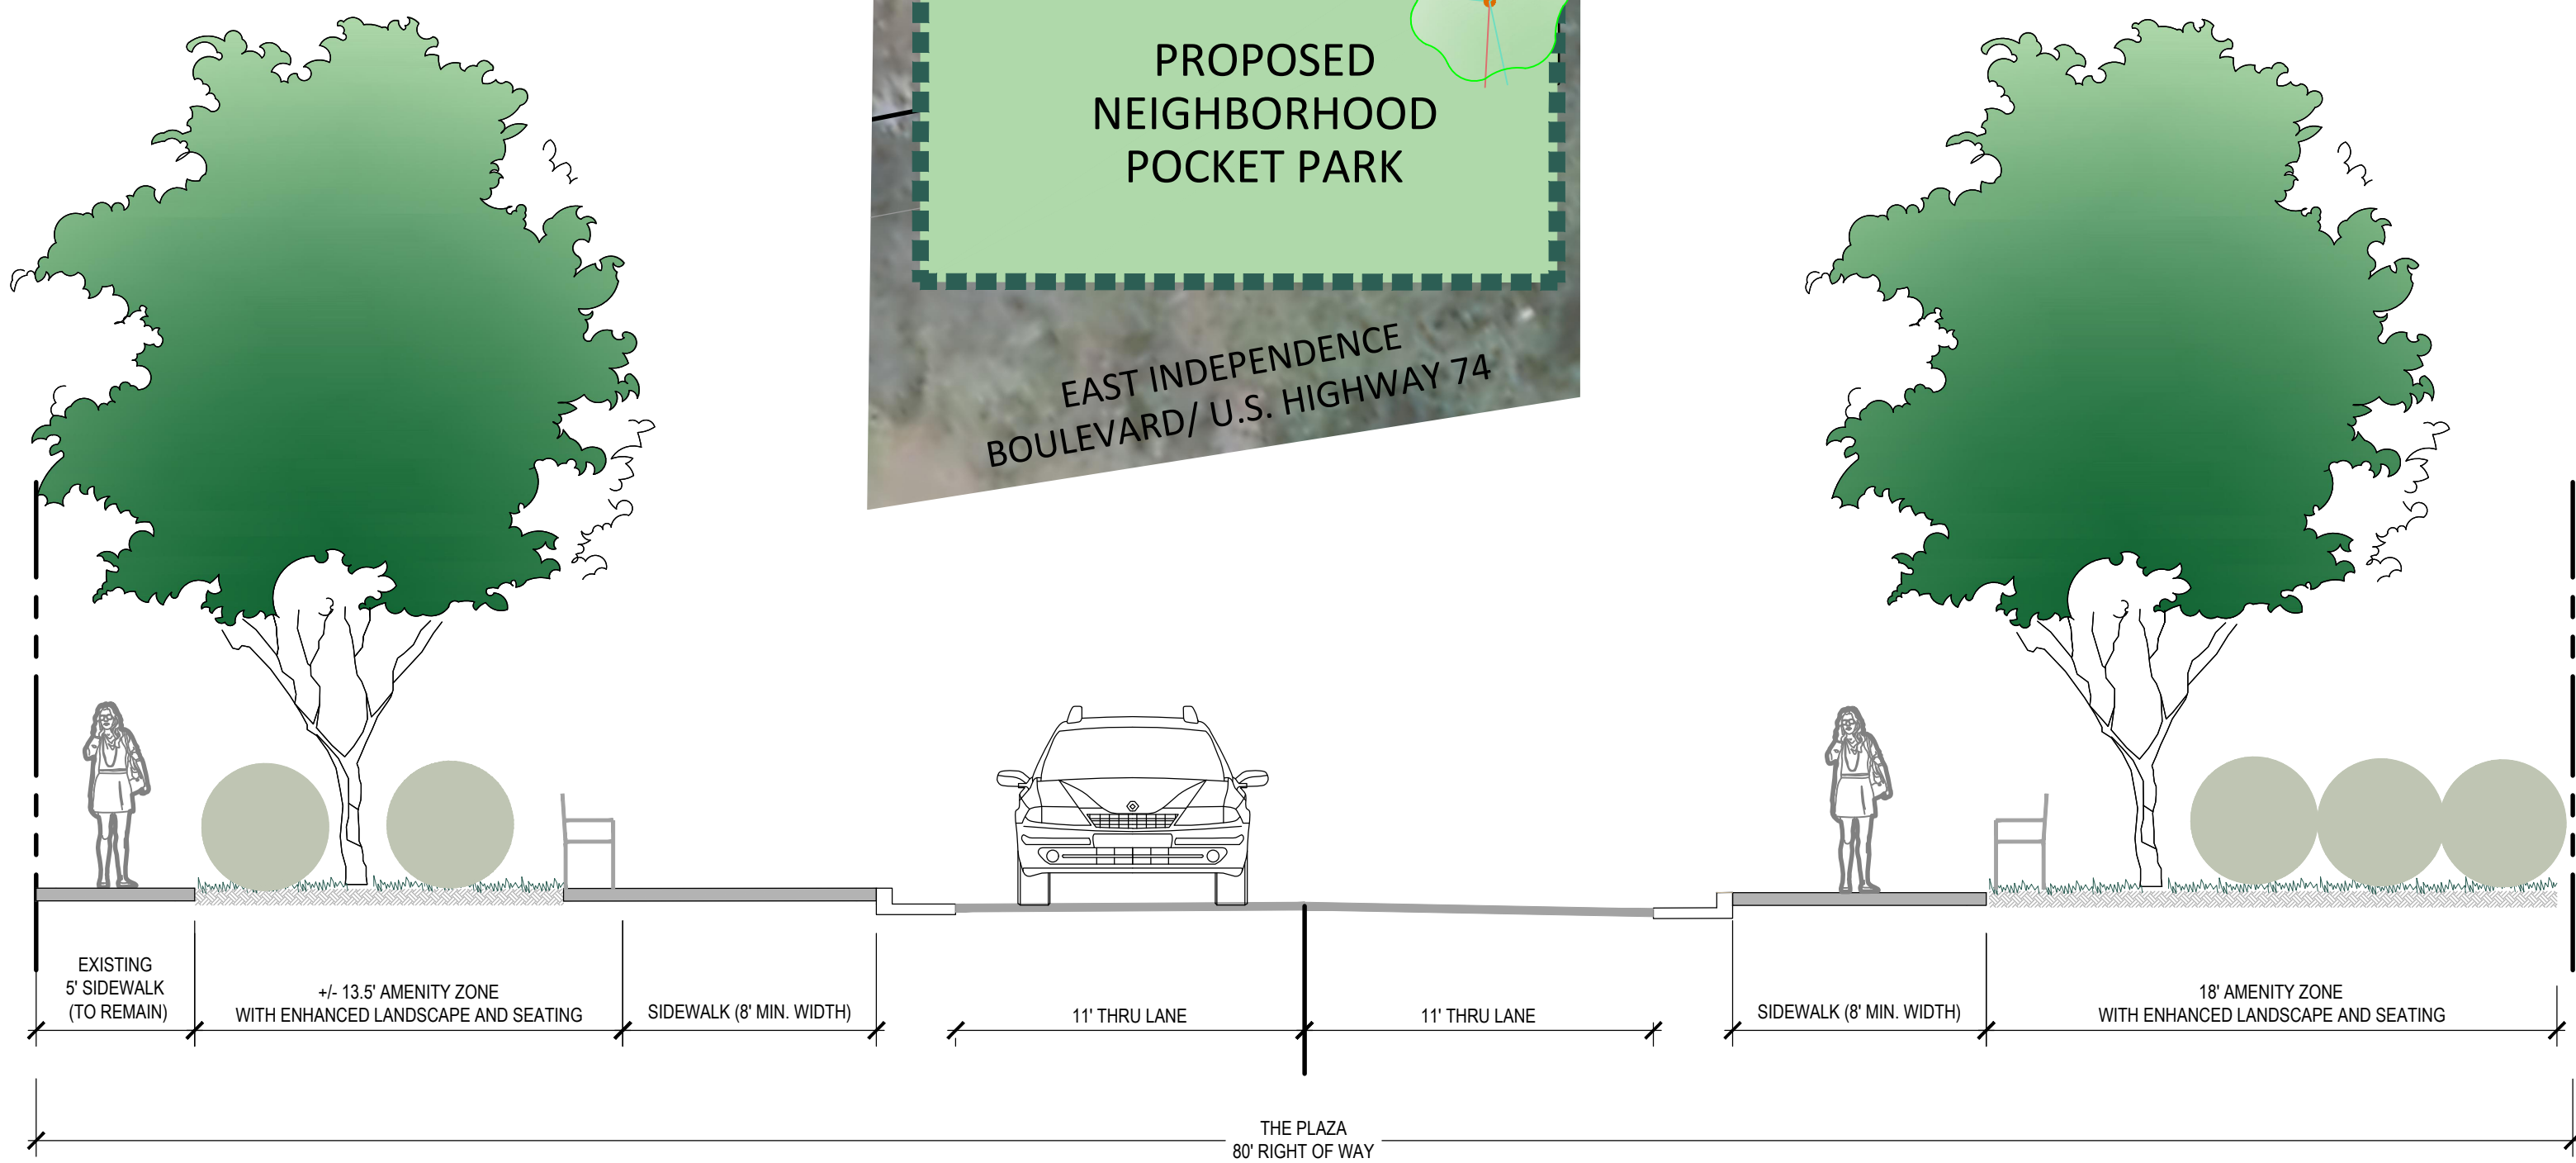 PROPOSED
NEIGHBORHOOD
POCKET PARK
EAST INDEPENDENCE
BOULEVARD/ U.S. HIGHWAY 74
EXISTING
5' SIDEWALK
(TO REMAIN)
+/- 13.5' AMENITY ZONE
WITH ENHANCED LANDSCAPE AND SEATING
SIDEWALK (8' MIN. WIDTH)
11' THRU LANE
11' THRU LANE
SIDEWALK (8' MIN. WIDTH)
18' AMENITY ZONE
WITH ENHANCED LANDSCAPE AND SEATING
THE PLAZA
80' RIGHT OF WAY